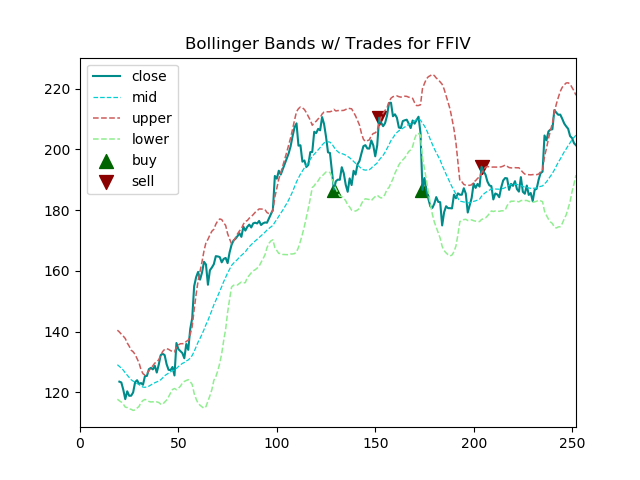 Bollinger Bands w/ Trades for FFIV
close
mid
upper
lower
buy
sell
220
200
180
160
140
120
0 50 100 150 200 250